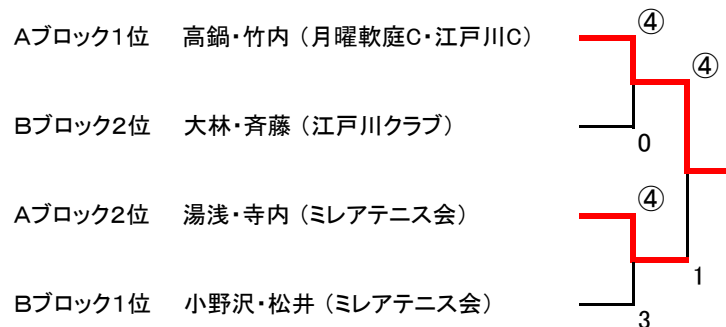 Aブロック1位 高鍋・竹内 （月曜軟庭C・江戸川C）
④
④
Bブロック2位 大林・斉藤 （江戸川クラブ）
0
Aブロック2位 湯浅・寺内 （ミレアテニス会）
④
1
Bブロック1位 小野沢・松井 （ミレアテニス会）
3